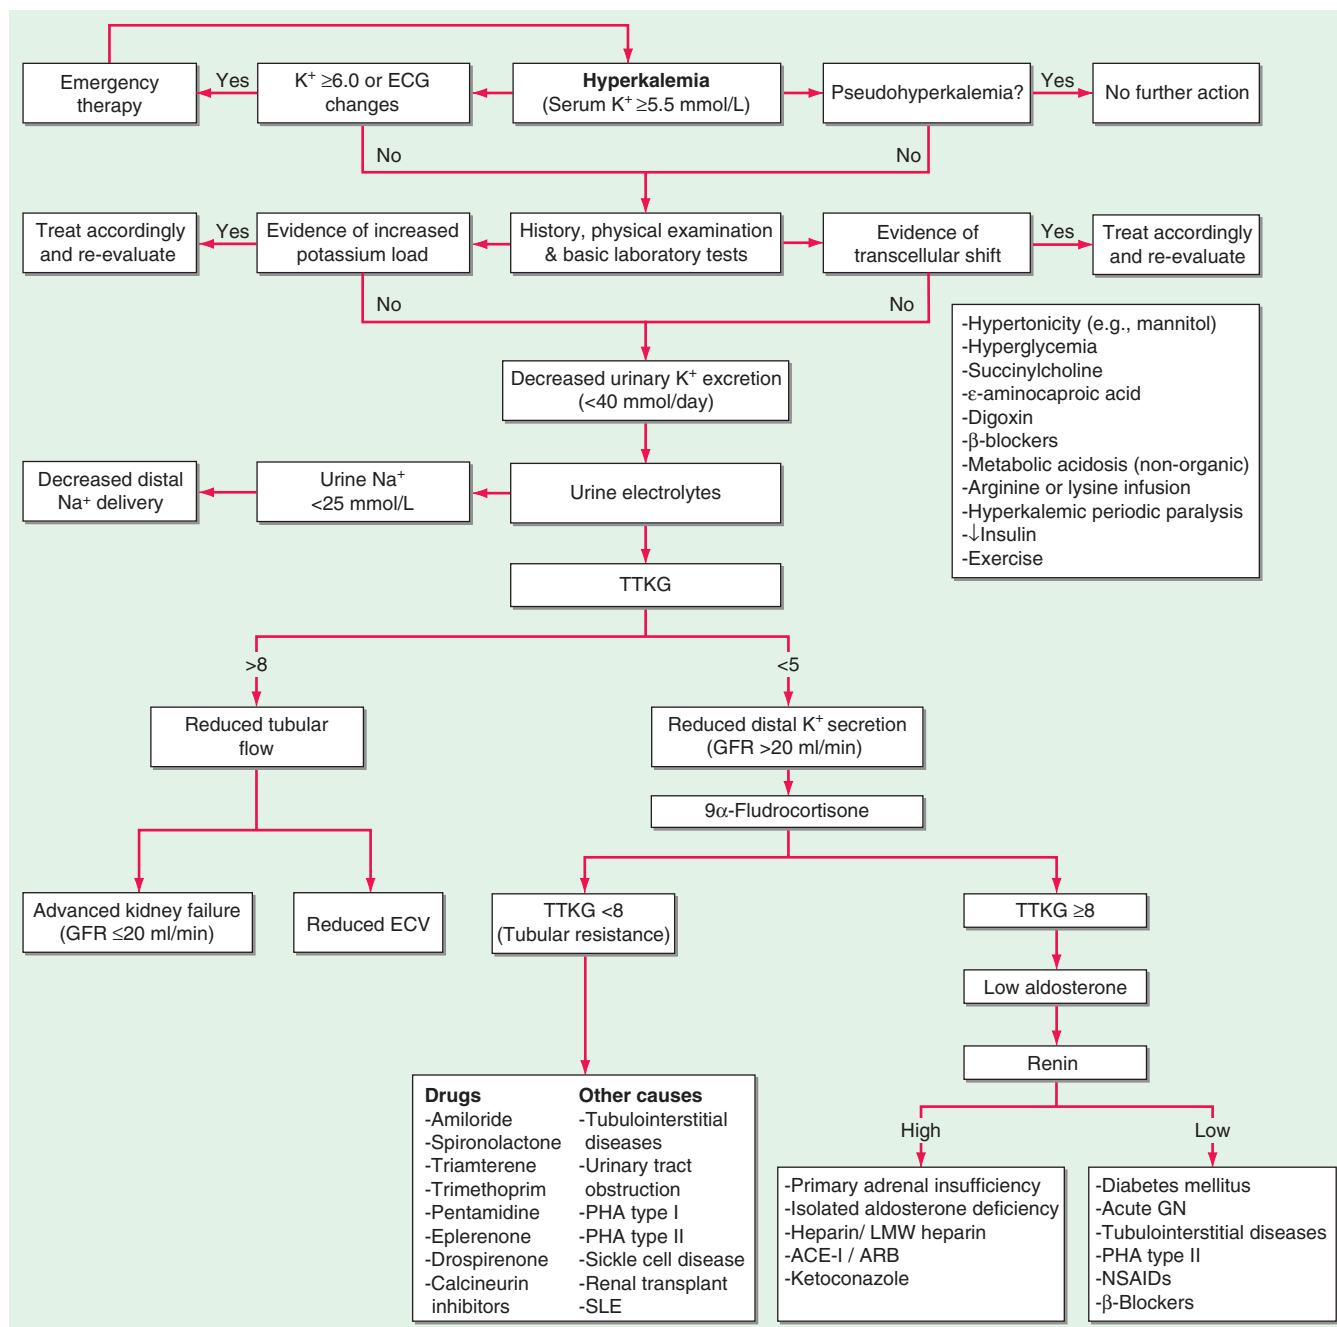 Emergency
therapy
Yes
K⁺ ≥6.0 or ECG
changes
Hyperkalemia
(Serum K⁺ ≥5.5 mmol/L)
Pseudohyperkalemia?
Yes
No further action
No
No
Treat accordingly
and re-evaluate
Yes
Evidence of increased
potassium load
History, physical examination
& basic laboratory tests
Evidence of
transcellular shift
Yes
Treat accordingly
and re-evaluate
No
No
-Hypertonicity (e.g., mannitol)
-Hyperglycemia
-Succinylcholine
-ε-aminocaproic acid
-Digoxin
-β-blockers
-Metabolic acidosis (non-organic)
-Arginine or lysine infusion
-Hyperkalemic periodic paralysis
-↓Insulin
-Exercise
Decreased urinary K⁺ excretion
(<40 mmol/day)
Decreased distal
Na⁺ delivery
Urine Na⁺
<25 mmol/L
Urine electrolytes
TTKG
>8
<5
Reduced tubular
flow
Reduced distal K⁺ secretion
(GFR >20 ml/min)
9α-Fludrocortisone
Advanced kidney failure
(GFR ≤20 ml/min)
Reduced ECV
TTKG <8
(Tubular resistance)
TTKG ≥8
Low aldosterone
Renin
High
Low
Drugs
-Amiloride
-Spironolactone
-Triamterene
-Trimethoprim
-Pentamidine
-Eplerenone
-Drospirenone
-Calcineurin
inhibitors
Other causes
-Tubulointerstitial
diseases
-Urinary tract
obstruction
-PHA type I
-PHA type II
-Sickle cell disease
-Renal transplant
-SLE
-Primary adrenal insufficiency
-Isolated aldosterone deficiency
-Heparin/ LMW heparin
-ACE-I / ARB
-Ketoconazole
-Diabetes mellitus
-Acute GN
-Tubulointerstitial diseases
-PHA type II
-NSAIDs
-β-Blockers